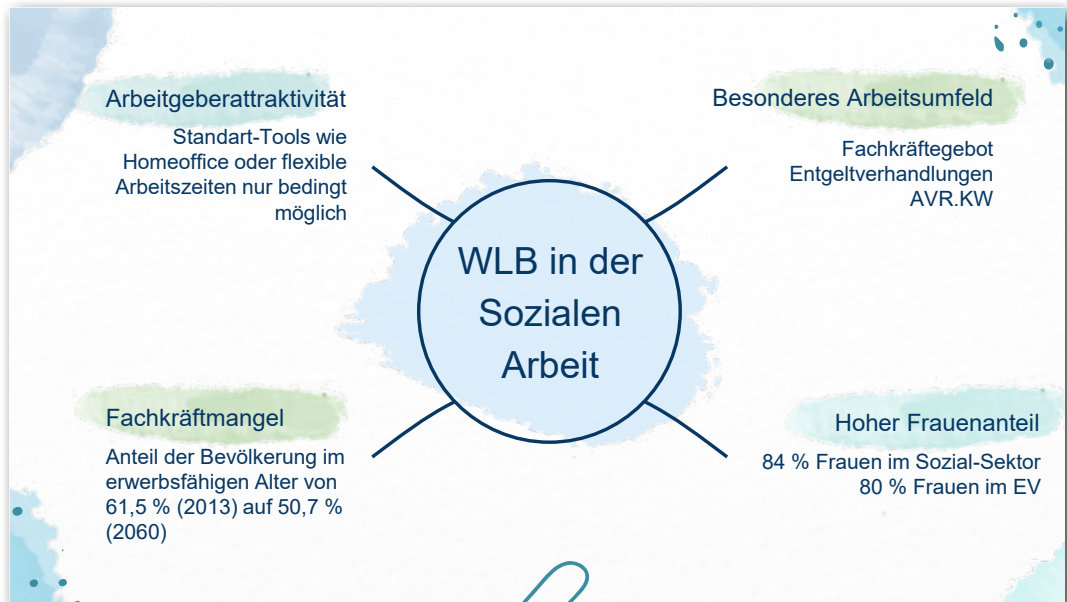 Arbeitgeberattraktivität
Standart-Tools wie
Homeoffice oder flexible
Arbeitszeiten nur bedingt
möglich
Besonderes Arbeitsumfeld
Fachkräftegebot
Entgeltverhandlungen
AVR.KW
WLB in der
Sozialen
Arbeit
Fachkräftmangel
Anteil der Bevölkerung im
erwerbsfähigen Alter von
61,5 % (2013) auf 50,7 %
(2060)
Hoher Frauenanteil
84 % Frauen im Sozial-Sektor
80 % Frauen im EV